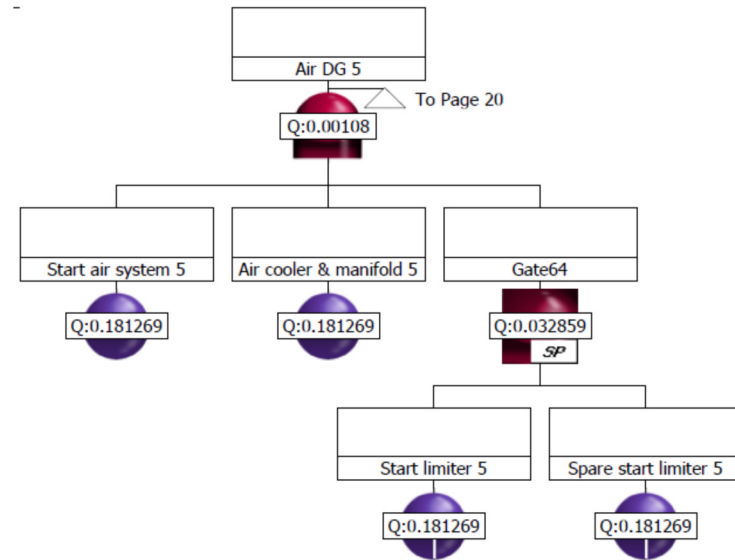 Air DG 5
To Page 20
Q:0.00108
Start air system 5
Air cooler & manifold 5
Gate64
Q:0.181269
Q:0.181269
Q:0.032859
SP
Start limiter 5
Spare start limiter 5
Q:0.181269
Q:0.181269